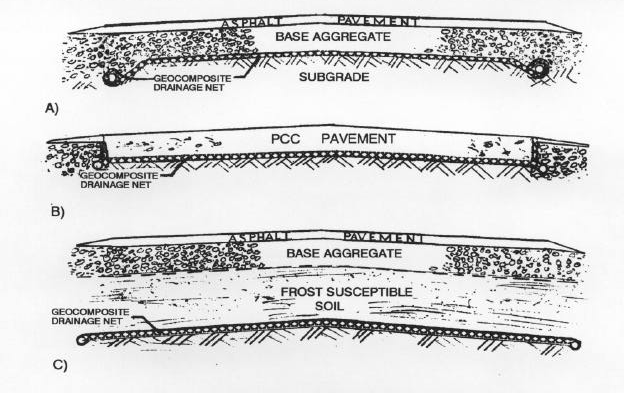 ASPHALT PAVEMENT
BASE AGGREGATE
GEOCOMPOSITE
DRAINAGE NET
SUBGRADE
A)
PCC PAVEMENT
GEOCOMPOSITE
DRAINAGE NET
B)
ASPHALT PAVEMENT
BASE AGGREGATE
FROST SUSCEPTIBLE
SOIL
GEOCOMPOSITE
DRAINAGE NET
C)